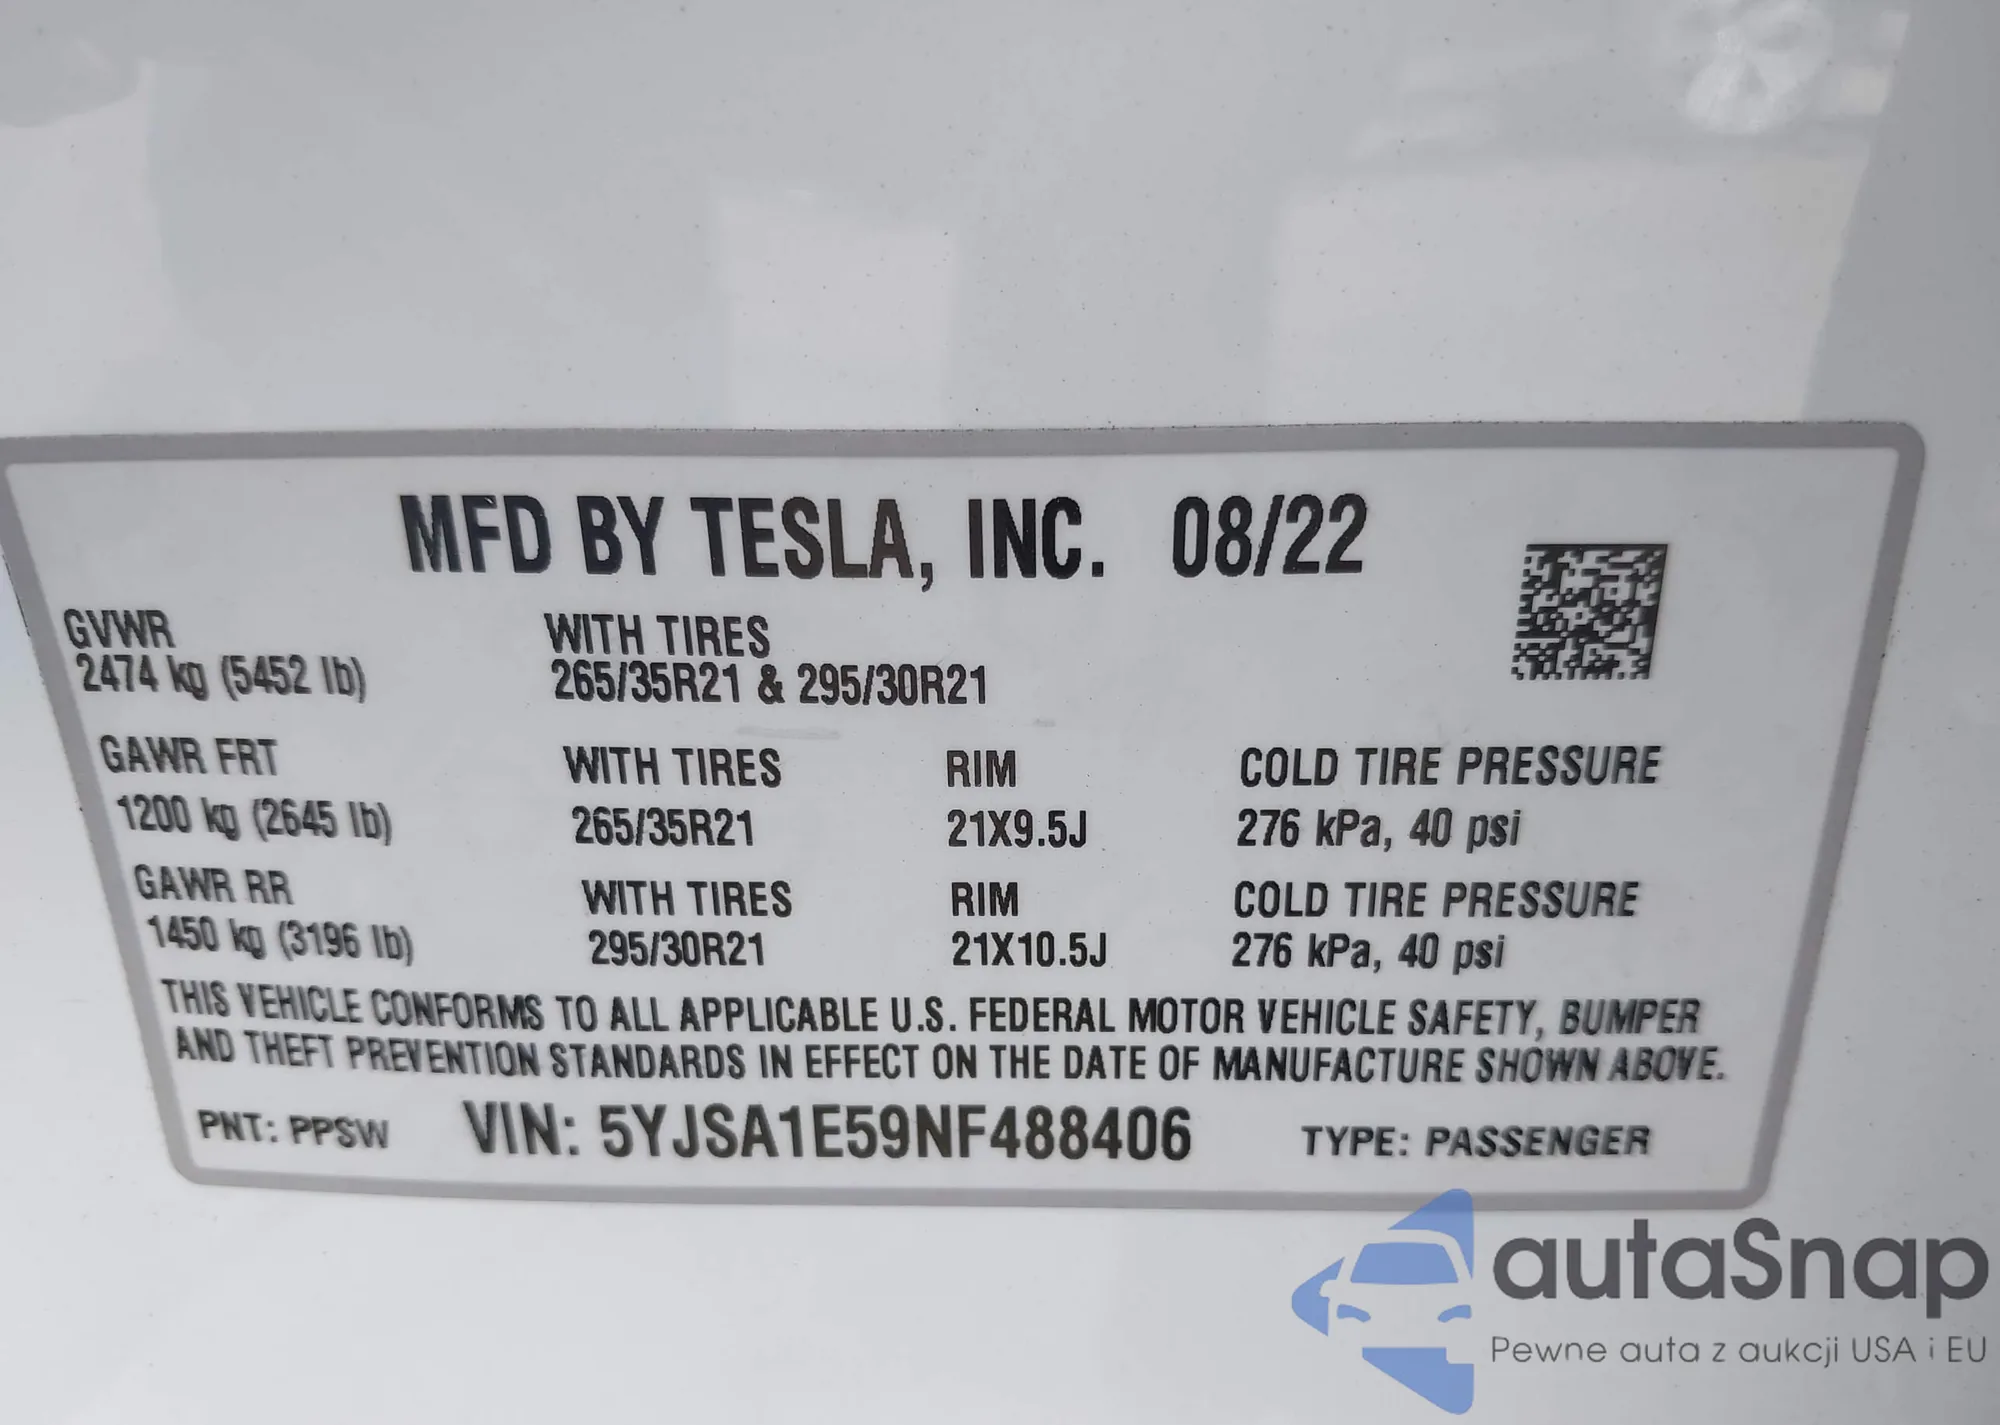 MFD BY TESLA, INC. 08/22
GVWR WITH TIRES
2474 kg (5452 lb) 265/35R21 & 295/30R21
GAWR FRT WITH TIRES RIM COLD TIRE PRESSURE
1200 kg (2645 lb) 265/35R21 21X9.5J 276 kPa, 40 psi
GAWR RR WITH TIRES RIM COLD TIRE PRESSURE
1450 kg (3196 lb) 295/30R21 21X10.5J 276 kPa, 40 psi
THIS VEHICLE CONFORMS TO ALL APPLICABLE U.S. FEDERAL MOTOR VEHICLE SAFETY, BUMPER
AND THEFT PREVENTION STANDARDS IN EFFECT ON THE DATE OF MANUFACTURE SHOWN ABOVE.
PNT: PPSW VIN: 5YJSA1E59NF488406 TYPE: PASSENGER
autaSnap
Pewne auta z aukcji USA i EU